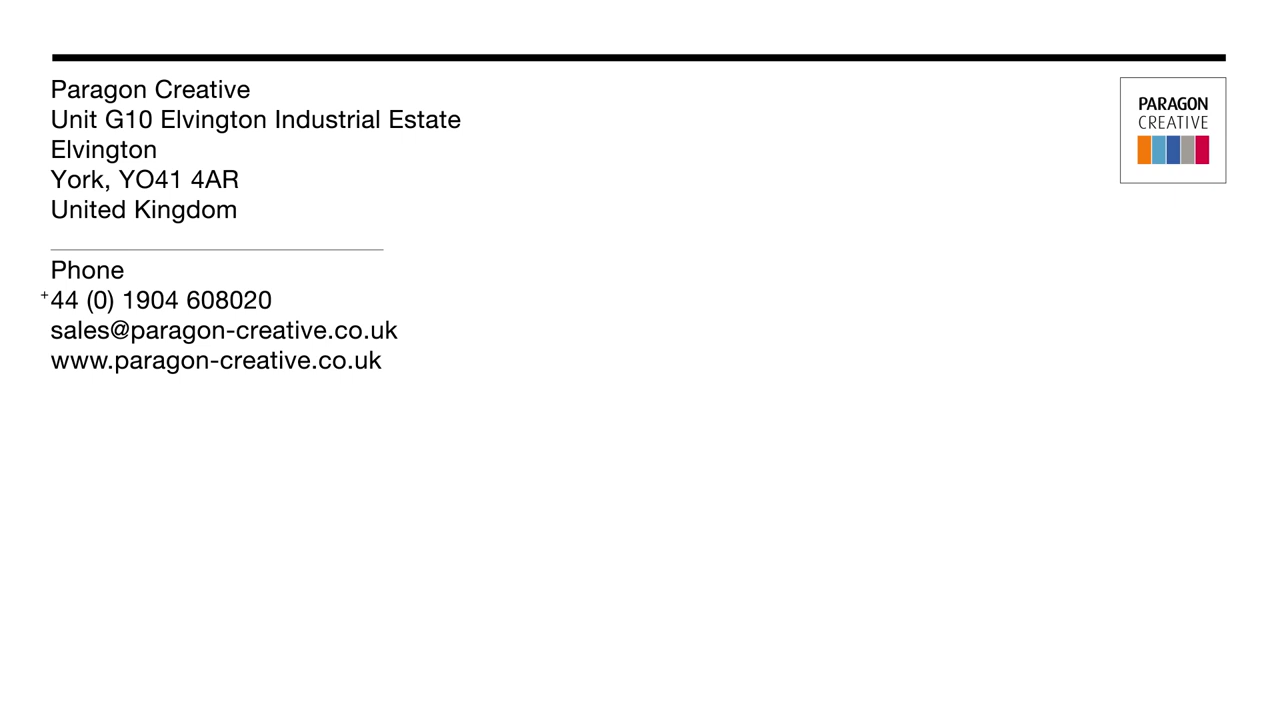 Paragon Creative
Unit G10 Elvington Industrial Estate
Elvington
York, YO41 4AR
United Kingdom
Phone
+44 (0) 1904 608020
sales@paragon-creative.co.uk
www.paragon-creative.co.uk
PARAGON
CREATIVE